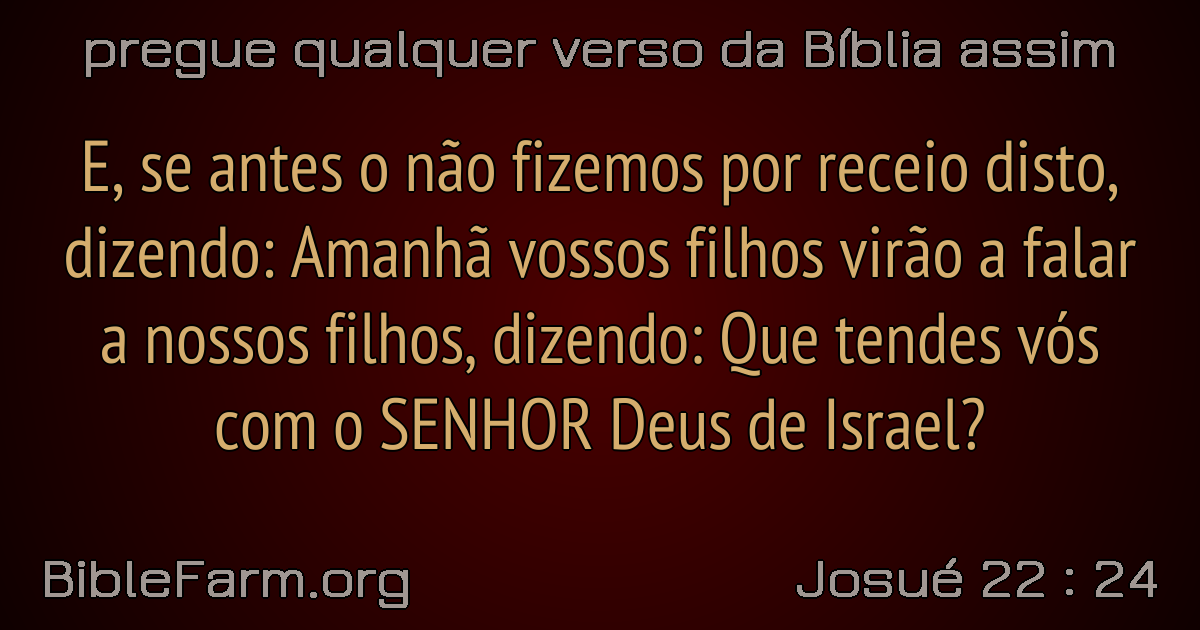 pregue qualquer verso da Bíblia assim
E, se antes o não fizemos por receio disto,
dizendo: Amanhã vossos filhos virão a falar
a nossos filhos, dizendo: Que tendes vós
com o SENHOR Deus de Israel?
BibleFarm.org
Josué 22 : 24